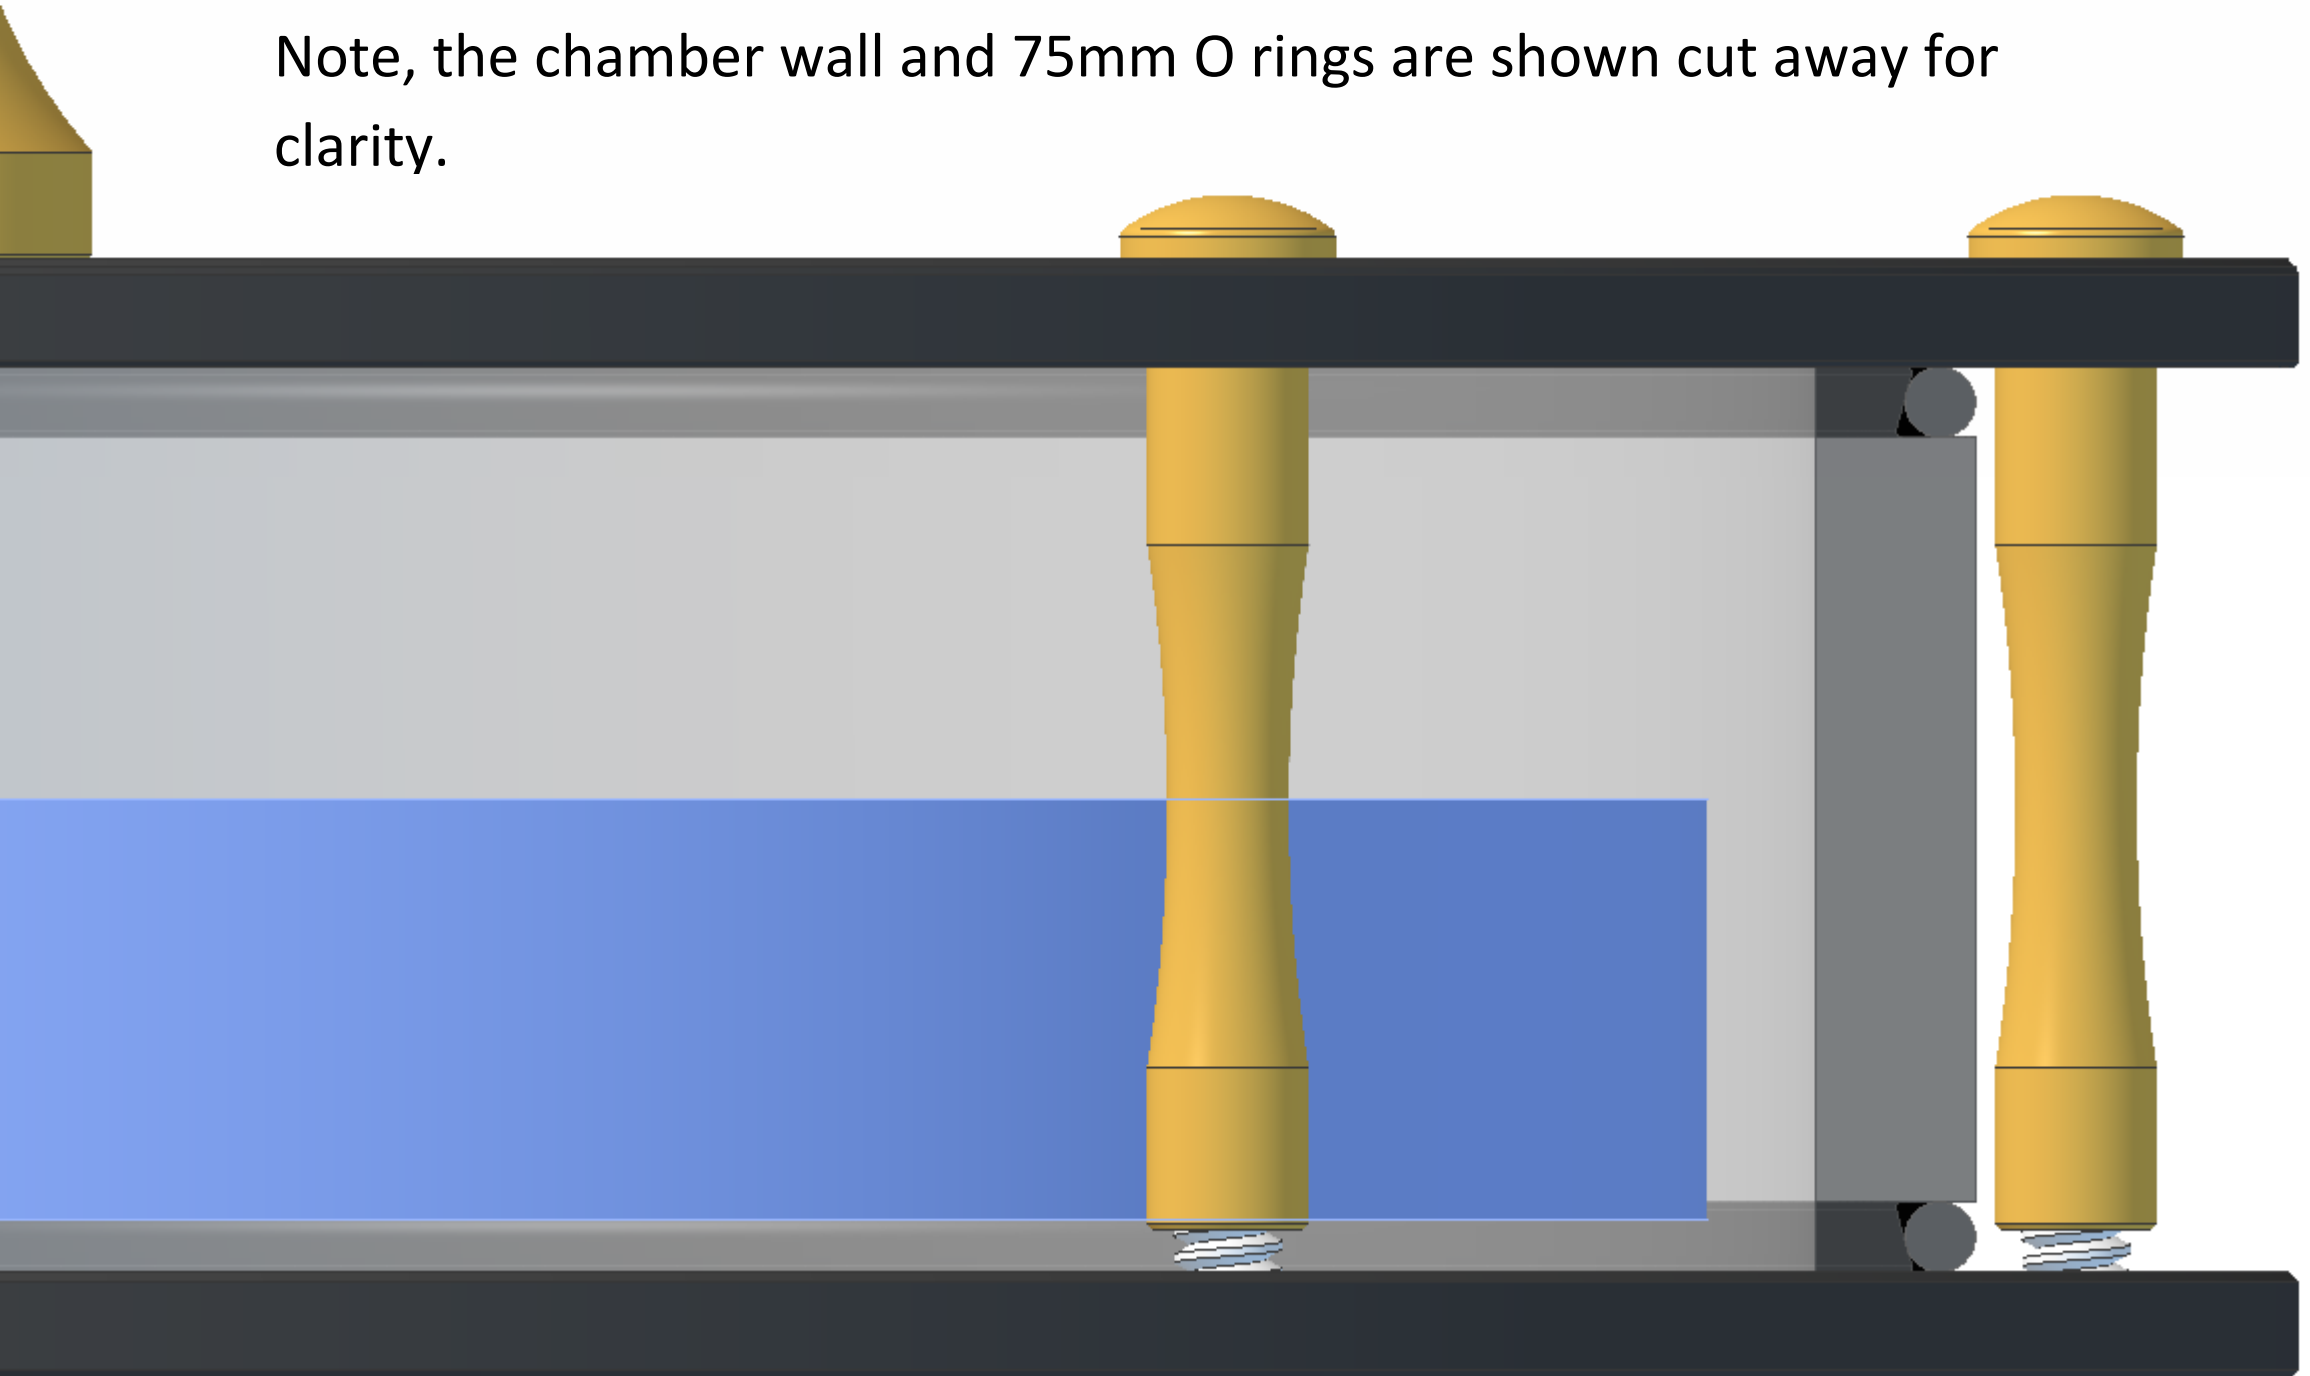 Note, the chamber wall and 75mm O rings are shown cut away for
clarity.